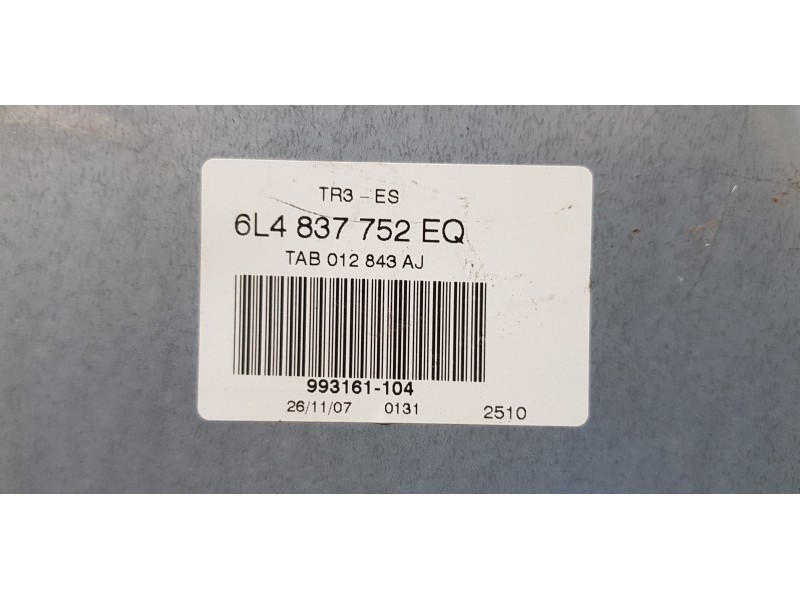 TR3 - ES
6L4 837 752 EQ
TAB 012 843 AJ
993161-104
26/11/07 0131 2510